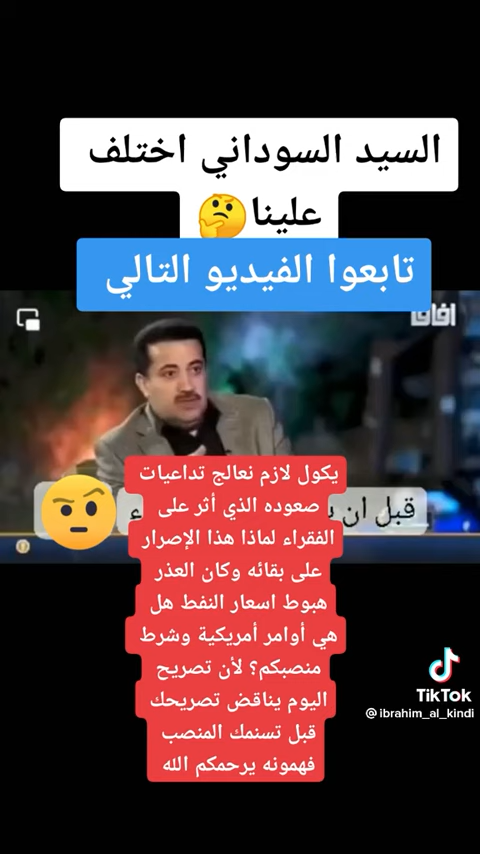 السيد السوداني اختلف
علينا🤔
تابعوا الفيديو التالي
افاق
يكول لازم نعالج تداعيات
صعوده الذي أثر على
الفقراء لماذا هذا الإصرار
على بقائه وكان العذر
هبوط اسعار النفط هل
هي أوامر أمريكية وشرط
منصبكم؟ لأن تصريح
اليوم يناقض تصريحك
قبل تسنمك المنصب
فهمونه يرحمكم الله
قبل ان
TikTok
@ibrahim_al_kindi